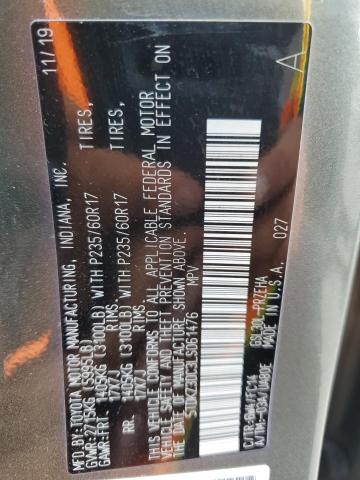 MFD. BY: TOYOTA MOTOR MANUFACTURING, INDIANA, INC. 11/19
GVWR: 2715KG (5995LB)
GAWR: FRT. 1405KG (3100LB) WITH P235/60R17 TIRES,
17X7J RIMS
RR. 1405KG (3100LB) WITH P235/60R17 TIRES,
17X7J RIMS
THIS VEHICLE CONFORMS TO ALL APPLICABLE FEDERAL MOTOR
VEHICLE SAFETY AND THEFT PREVENTION STANDARDS IN EFFECT ON
THE DATE OF MANUFACTURE SHOWN ABOVE.
MPV
A
027
GSL30L-PRZEHA
MADE IN U.S.A.